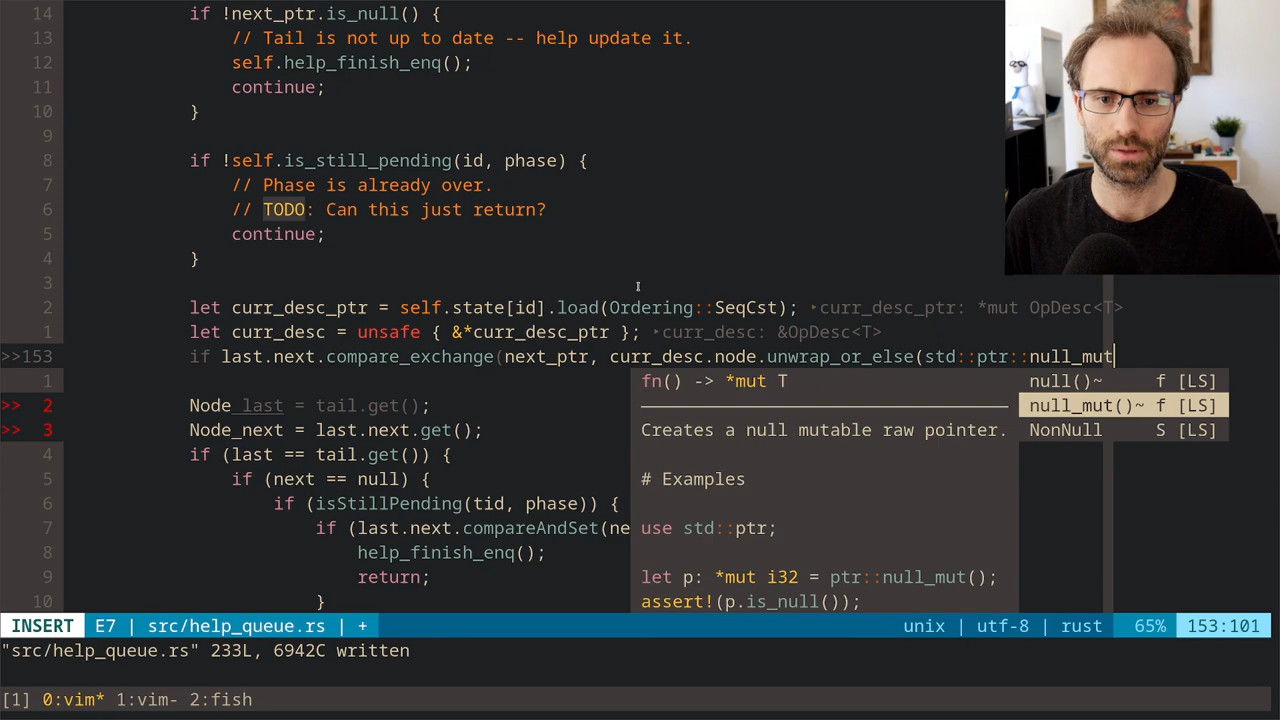 14 if !next_ptr.is_null() {
13 // Tail is not up to date -- help update it.
12 self.help_finish_enq();
11 continue;
10 }
9
8 if !self.is_still_pending(id, phase) {
7 // Phase is already over.
6 // TODO: Can this just return?
5 continue;
4 }
3
2 let curr_desc_ptr = self.state[id].load(Ordering::SeqCst); ‣curr_desc_ptr: *mut OpDesc<T>
1 let curr_desc = unsafe { &*curr_desc_ptr }; ‣curr_desc: &OpDesc<T>
>>153 if last.next.compare_exchange(next_ptr, curr_desc.node.unwrap_or_else(std::ptr::null_mut
1 fn() -> *mut T null()~ f [LS]
>> 2 Node last = tail.get(); null_mut()~ f [LS]
>> 3 Node_next = last.next.get(); Creates a null mutable raw pointer. NonNull S [LS]
4 if (last == tail.get()) {
5 if (next == null) { # Examples
6 if (isStillPending(tid, phase)) {
7 if (last.next.compareAndSet(ne use std::ptr;
8 help_finish_enq();
9 return; let p: *mut i32 = ptr::null_mut();
10 } assert!(p.is_null());
INSERT E7 | src/help_queue.rs | + unix | utf-8 | rust 65% 153:101
"src/help_queue.rs" 233L, 6942C written
[1] 0:vim* 1:vim- 2:fish